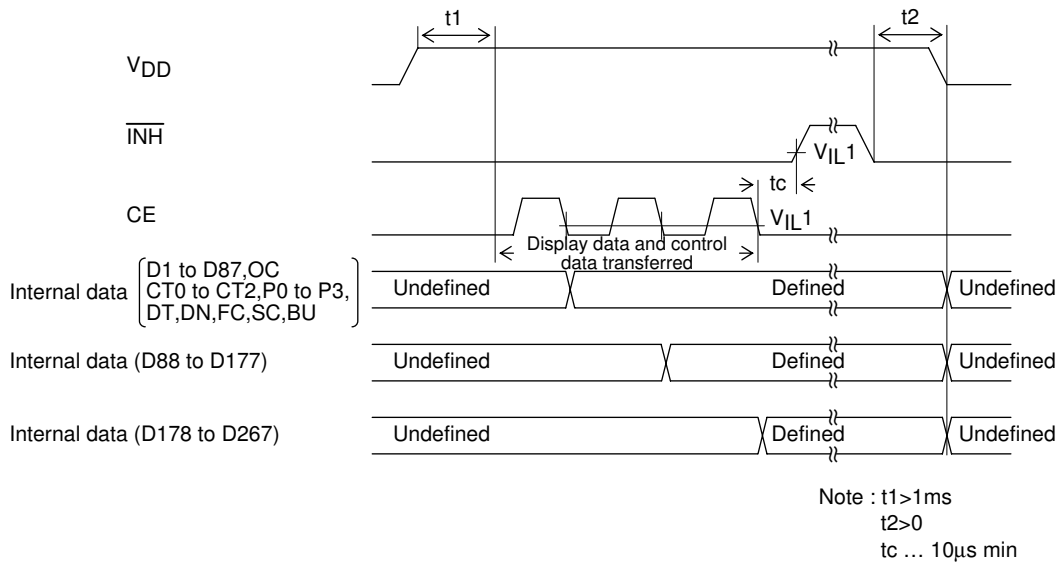 t1
t2
VDD
INH
VIL1
tc
CE
VIL1
Display data and control
data transferred
Internal data
D1 to D87,OC
CT0 to CT2,P0 to P3,
DT,DN,FC,SC,BU
Undefined
Defined
Undefined
Internal data (D88 to D177)
Undefined
Defined
Undefined
Internal data (D178 to D267)
Undefined
Defined
Undefined
Note : t1>1ms
t2>0
tc … 10μs min